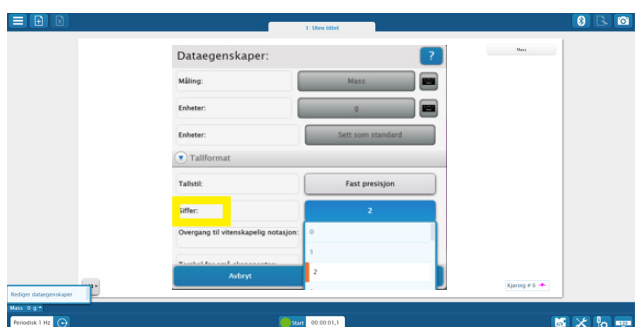 1: Uten tittel
Dataegenskaper:
?
Mass
Måling:
Mass
Enheter:
g
Enheter:
Sett som standard
Tallformat
Tallstil:
Fast presisjon
Siffer:
2
Overgang til vitenskapelig notasjon:
0
1
2
Avbryt
Kjøring # 6
Rediger dataegenskaper
Mass 0 g
Periodisk 1 Hz
Start
00:00:01,1